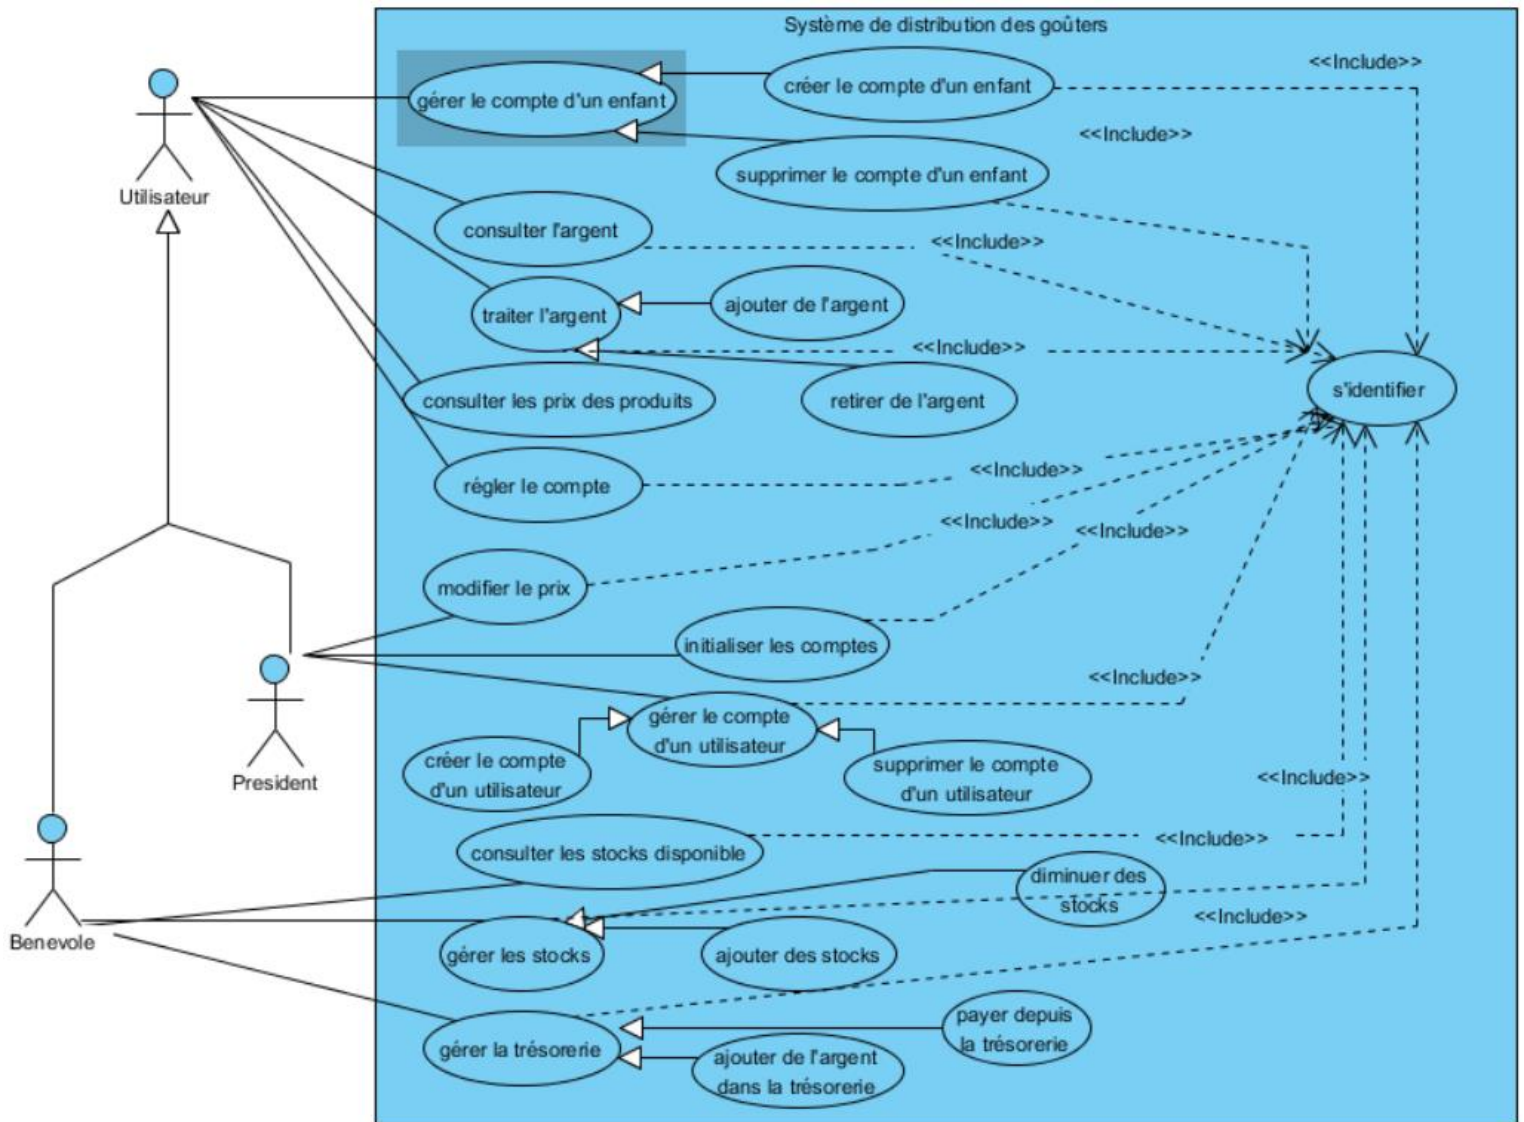 Système de distribution des goûters
<<Include>>
gérer le compte d'un enfant
créer le compte d'un enfant
<<Include>>
supprimer le compte d'un enfant
Utilisateur
consulter l'argent
<<Include>>
traiter l'argent
ajouter de l'argent
<<Include>>
s'identifier
consulter les prix des produits
retirer de l'argent
<<Include>>
régler le compte
<<Include>>
<<Include>>
modifier le prix
initialiser les comptes
<<Include>>
gérer le compte
d'un utilisateur
créer le compte
d'un utilisateur
supprimer le compte
d'un utilisateur
President
<<Include>>
consulter les stocks disponible
<<Include>>
diminuer des
stocks
<<Include>>
Benevole
gérer les stocks
ajouter des stocks
payer depuis
la trésorerie
gérer la trésorerie
ajouter de l'argent
dans la trésorerie